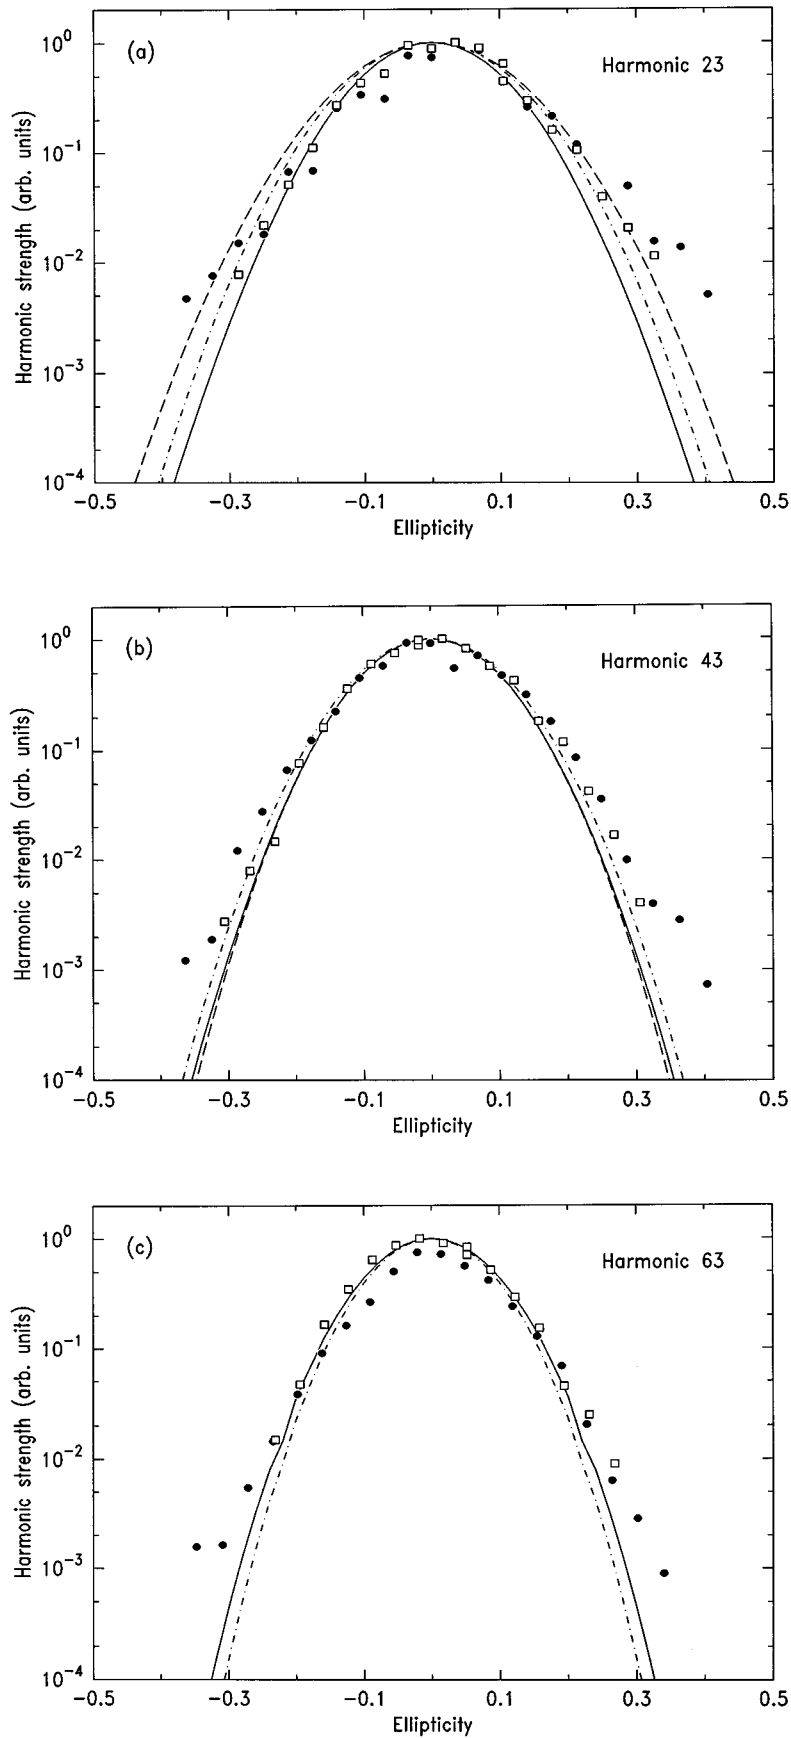 (a)
Harmonic 23
Harmonic strength (arb. units)
10^0
10^-1
10^-2
10^-3
10^-4
-0.5 -0.3 -0.1 0.1 0.3 0.5
Ellipticity
(b)
Harmonic 43
Harmonic strength (arb. units)
10^0
10^-1
10^-2
10^-3
10^-4
-0.5 -0.3 -0.1 0.1 0.3 0.5
Ellipticity
(c)
Harmonic 63
Harmonic strength (arb. units)
10^0
10^-1
10^-2
10^-3
10^-4
-0.5 -0.3 -0.1 0.1 0.3 0.5
Ellipticity